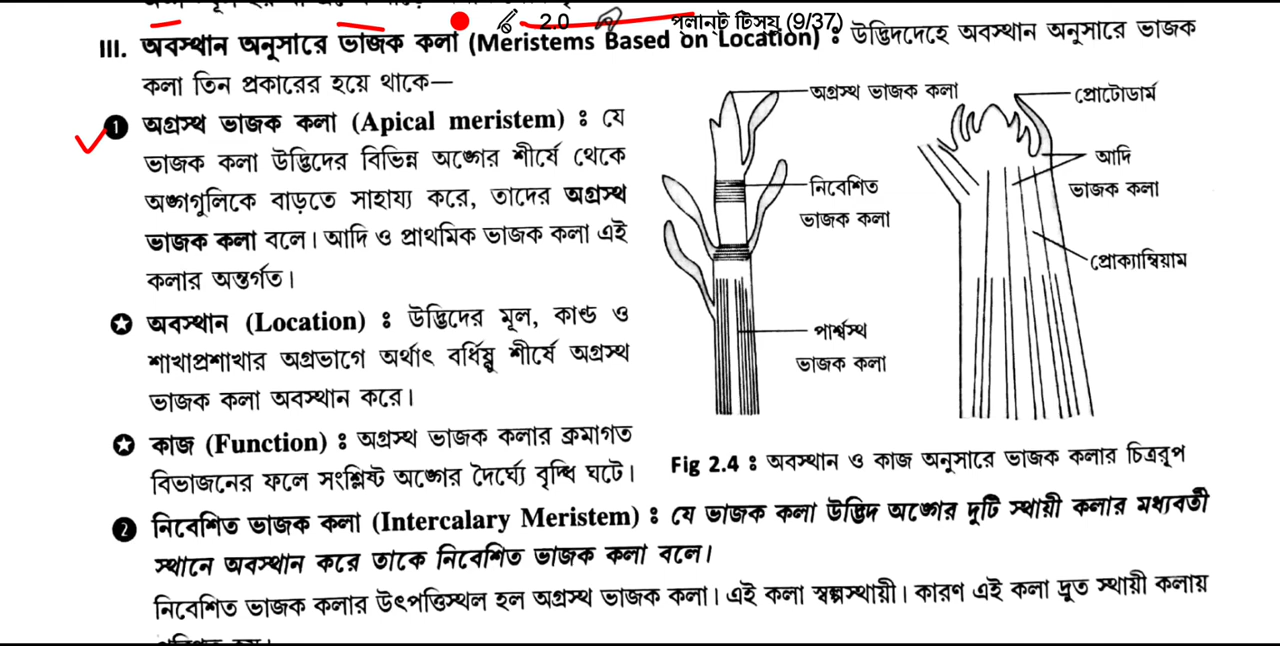 2.0
প্লান্ট টিসু (9/37)
III. অবস্থান অনুসারে ভাজক কলা (Meristems Based on Location) : উদ্ভিদদেহে অবস্থান অনুসারে ভাজক
কলা তিন প্রকারের হয়ে থাকে—
1 অগ্রস্থ ভাজক কলা (Apical meristem) : যে
ভাজক কলা উদ্ভিদের বিভিন্ন অঙ্গের শীর্ষে থেকে
অঙ্গগুলিকে বাড়তে সাহায্য করে, তাদের অগ্রস্থ
ভাজক কলা বলে। আদি ও প্রাথমিক ভাজক কলা এই
কলার অন্তর্গত।
✪ অবস্থান (Location) : উদ্ভিদের মূল, কাণ্ড ও
শাখাপ্রশাখার অগ্রভাগে অর্থাৎ বর্ধিষ্ণু শীর্ষে অগ্রস্থ
ভাজক কলা অবস্থান করে।
✪ কাজ (Function) : অগ্রস্থ ভাজক কলার ক্রমাগত
বিভাজনের ফলে সংশ্লিষ্ট অঙ্গের দৈর্ঘ্যে বৃদ্ধি ঘটে।
অগ্রস্থ ভাজক কলা
নিবেশিত
ভাজক কলা
পার্শ্বস্থ
ভাজক কলা
প্রোটোডার্ম
আদি
ভাজক কলা
প্রোক্যাম্বিয়াম
Fig 2.4 : অবস্থান ও কাজ অনুসারে ভাজক কলার চিত্ররূপ
2 নিবেশিত ভাজক কলা (Intercalary Meristem) : যে ভাজক কলা উদ্ভিদ অঙ্গের দুটি স্থায়ী কলার মধ্যবর্তী
স্থানে অবস্থান করে তাকে নিবেশিত ভাজক কলা বলে।
নিবেশিত ভাজক কলার উৎপত্তিস্থল হল অগ্রস্থ ভাজক কলা। এই কলা স্বল্পস্থায়ী। কারণ এই কলা দ্রুত স্থায়ী কলায়